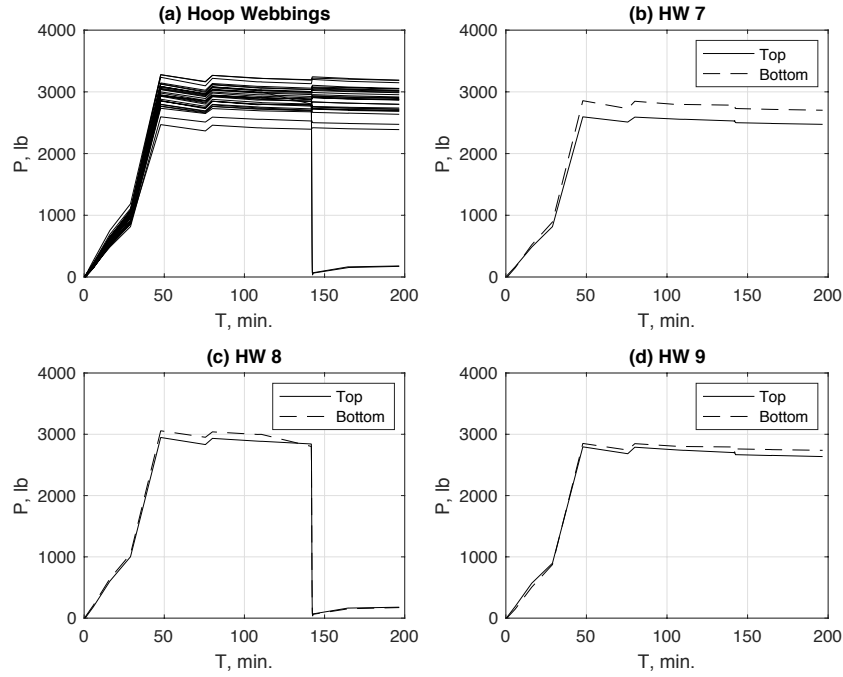 (a) Hoop Webbings
4000
3000
2000
1000
0
P, lb
0 50 100 150 200
T, min.
(b) HW 7
4000
3000
2000
1000
0
P, lb
0 50 100 150 200
T, min.
Top
Bottom
(c) HW 8
4000
3000
2000
1000
0
P, lb
0 50 100 150 200
T, min.
Top
Bottom
(d) HW 9
4000
3000
2000
1000
0
P, lb
0 50 100 150 200
T, min.
Top
Bottom